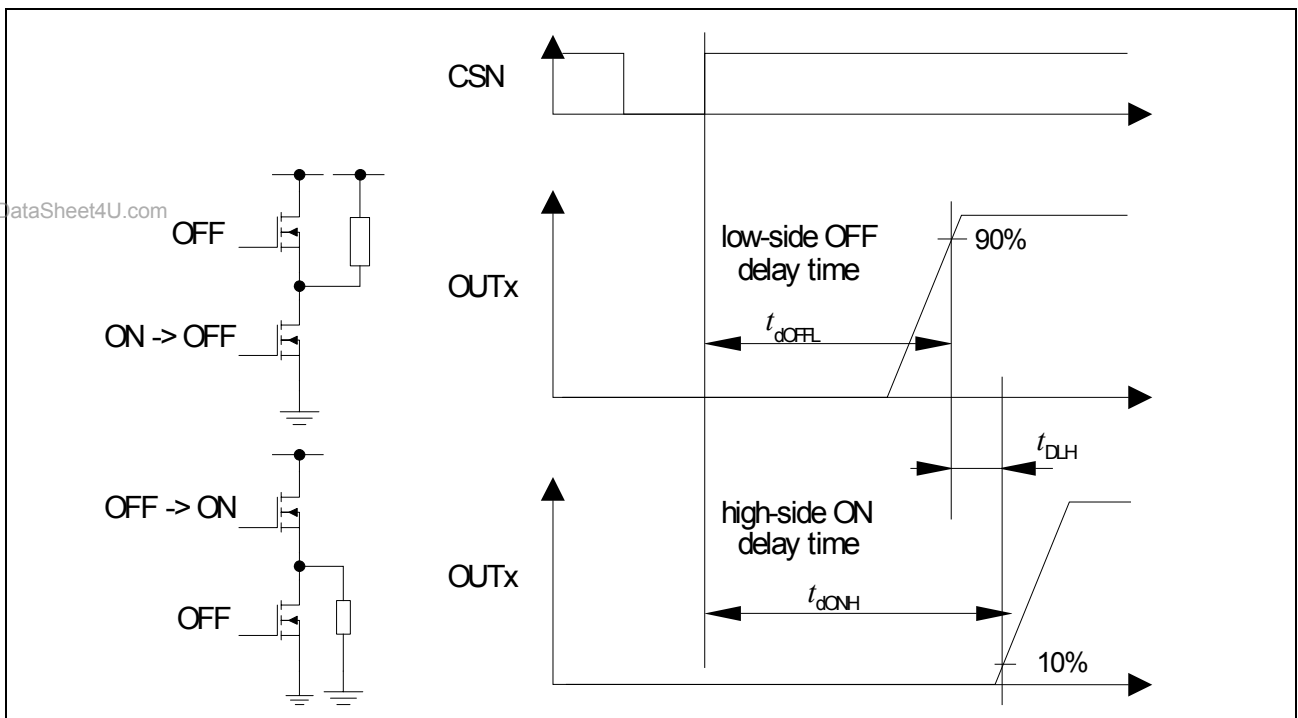 CSN
DataSheet4U.com
OFF
ON -> OFF
OUTx
low-side OFF
delay time
90%
tdOFFL
tDLH
OFF -> ON
OFF
OUTx
high-side ON
delay time
tdONH
10%